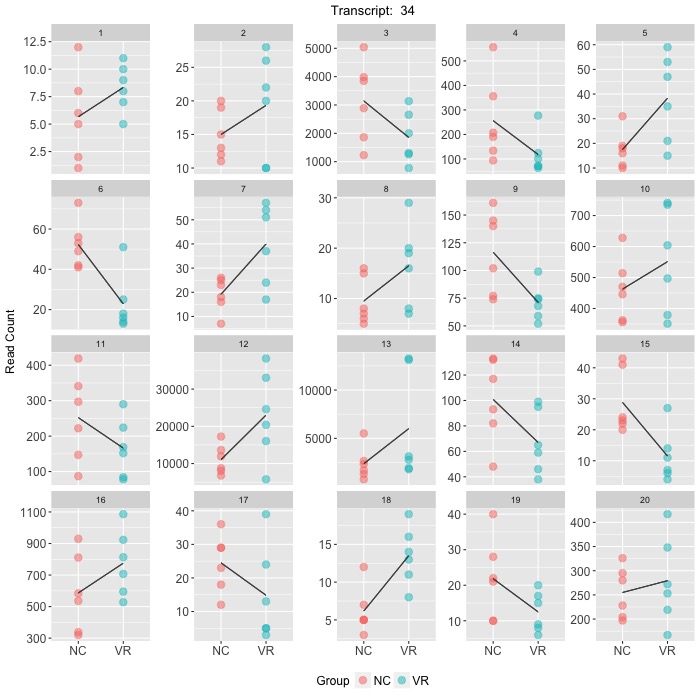 Transcript: 34
Read Count
1 2 3 4 5
12.5 10.0 7.5 5.0 2.5
25 20 15 10
5000 4000 3000 2000 1000
500 400 300 200 100
60 50 40 30 20 10
6 7 8 9 10
60 40 20
50 40 30 20 10
30 20 10
150 125 100 75 50
700 600 500 400
11 12 13 14 15
400 300 200 100
30000 20000 10000
10000 5000
120 100 80 60 40
40 30 20 10
16 17 18 19 20
1100 900 700 500 300
40 30 20 10
15 10 5
40 30 20 10
400 350 300 250 200
NC VR NC VR NC VR NC VR NC VR
Group NC VR